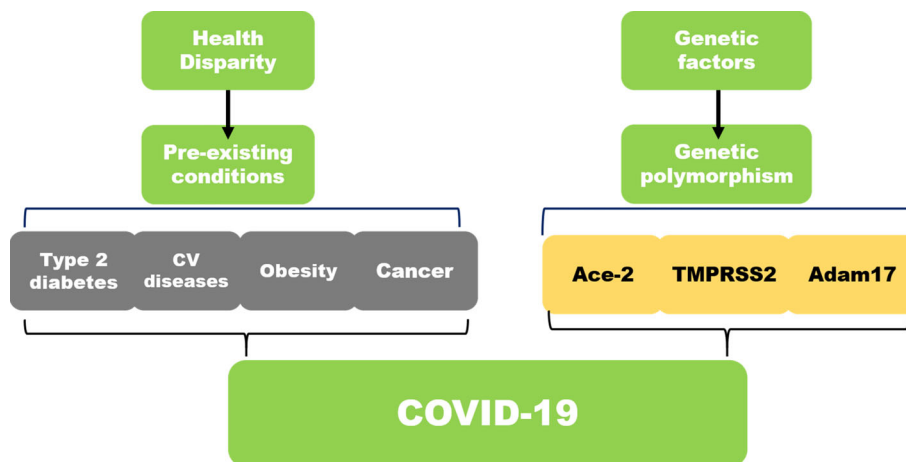 Health
Disparity
Genetic
factors
Pre-existing
conditions
Genetic
polymorphism
Type 2
diabetes
CV
diseases
Obesity
Cancer
Ace-2
TMPRSS2
Adam17
COVID-19